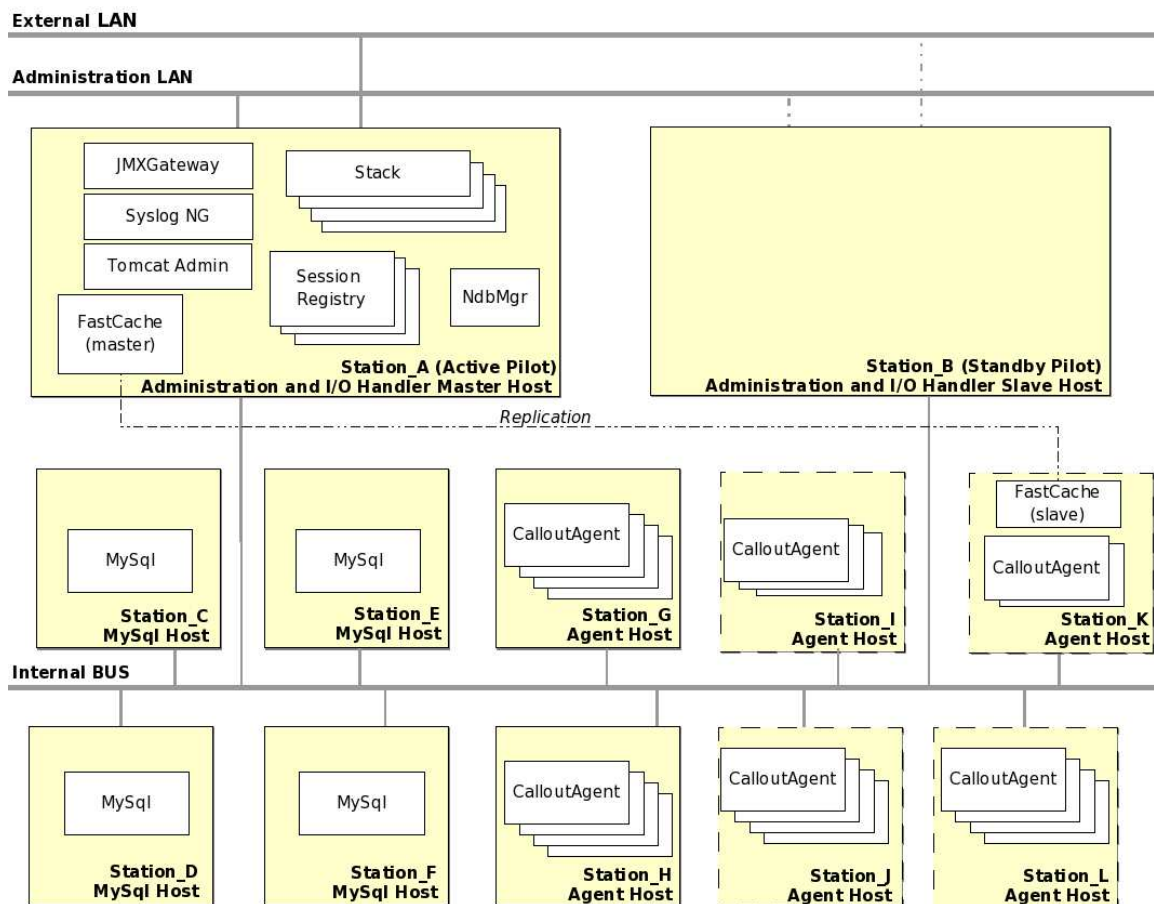 External LAN
Administration LAN
JMXGateway
Syslog NG
Tomcat Admin
FastCache
(master)
Stack
Session
Registry
NdbMgr
Station_A (Active Pilot)
Administration and I/O Handler Master Host
Station_B (Standby Pilot)
Administration and I/O Handler Slave Host
Replication
MySql
Station_C
MySql Host
MySql
Station_E
MySql Host
CalloutAgent
Station_G
Agent Host
CalloutAgent
Station_I
Agent Host
FastCache
(slave)
CalloutAgent
Station_K
Agent Host
Internal BUS
MySql
Station_D
MySql Host
MySql
Station_F
MySql Host
CalloutAgent
Station_H
Agent Host
CalloutAgent
Station_J
Agent Host
CalloutAgent
Station_L
Agent Host